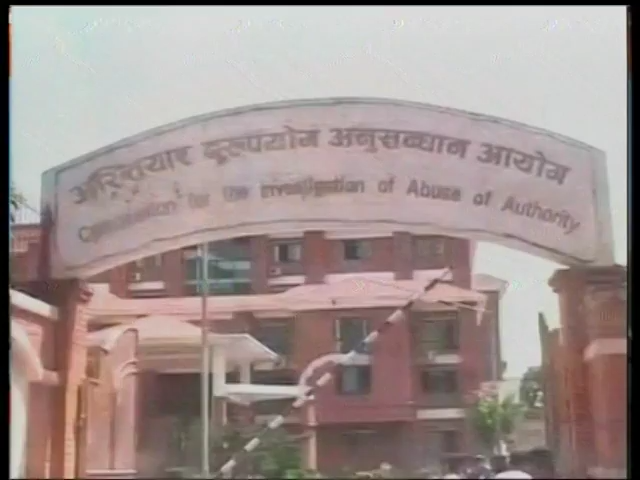 अख्तियार दुरुपयोग अनुसन्धान आयोग
Commission for the Investigation of Abuse of Authority